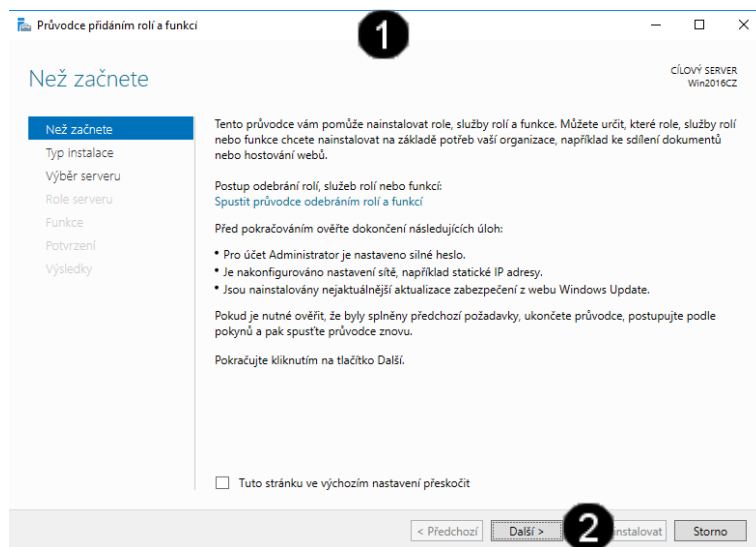 Průvodce přidáním rolí a funkcí
1
Než začnete
CÍLOVÝ SERVER
Win2016CZ
Než začnete
Typ instalace
Výběr serveru
Role serveru
Funkce
Potvrzení
Výsledky
Tento průvodce vám pomůže nainstalovat role, služby rolí a funkce. Můžete určit, které role, služby rolí
nebo funkce chcete nainstalovat na základě potřeb vaší organizace, například ke sdílení dokumentů
nebo hostování webů.
Postup odebrání rolí, služeb rolí nebo funkcí:
Spustit průvodce odebráním rolí a funkcí
Před pokračováním ověřte dokončení následujících úloh:
• Pro účet Administrator je nastaveno silné heslo.
• Je nakonfigurováno nastavení sítě, například statické IP adresy.
• Jsou nainstalovány nejaktuálnější aktualizace zabezpečení z webu Windows Update.
Pokud je nutné ověřit, že byly splněny předchozí požadavky, ukončete průvodce, postupujte podle
pokynů a pak spusťte průvodce znovu.
Pokračujte kliknutím na tlačítko Další.
Tuto stránku ve výchozím nastavení přeskočit
< Předchozí
Další >
2
nstalovat
Storno